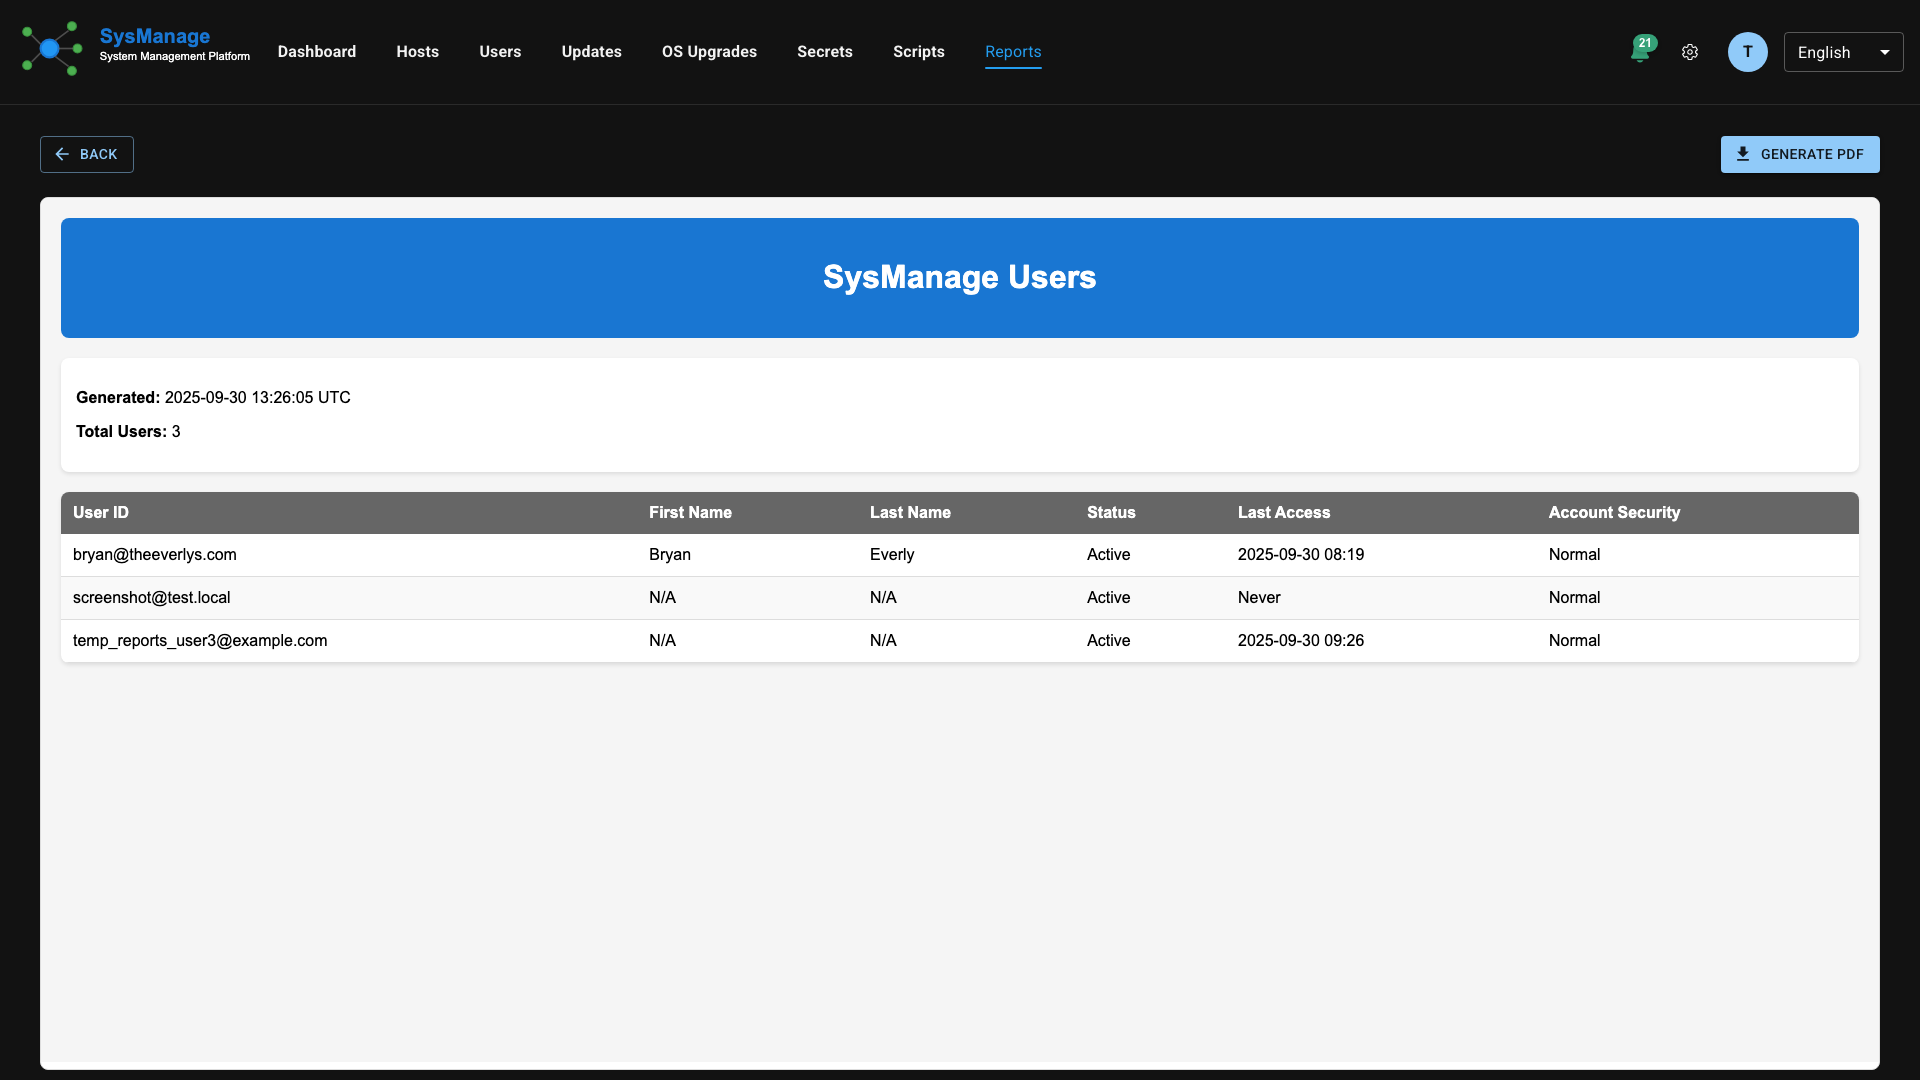 SysManage
System Management Platform
Dashboard Hosts Users Updates OS Upgrades Secrets Scripts Reports
21
T
English
BACK
GENERATE PDF
SysManage Users
Generated: 2025-09-30 13:26:05 UTC
Total Users: 3
User ID First Name Last Name Status Last Access Account Security
bryan@theeverlys.com Bryan Everly Active 2025-09-30 08:19 Normal
screenshot@test.local N/A N/A Active Never Normal
temp_reports_user3@example.com N/A N/A Active 2025-09-30 09:26 Normal